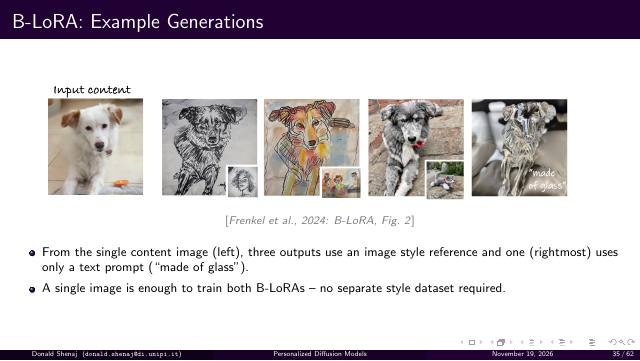 B-LoRA: Example Generations
Input content
"made
of glass"
[Frenkel et al., 2024: B-LoRA, Fig. 2]
From the single content image (left), three outputs use an image style reference and one (rightmost) uses
only a text prompt ("made of glass").
A single image is enough to train both B-LoRAs – no separate style dataset required.
Donald Shenaj (donald.shenaj@di.unipi.it) Personalized Diffusion Models November 19, 2026 35 / 62